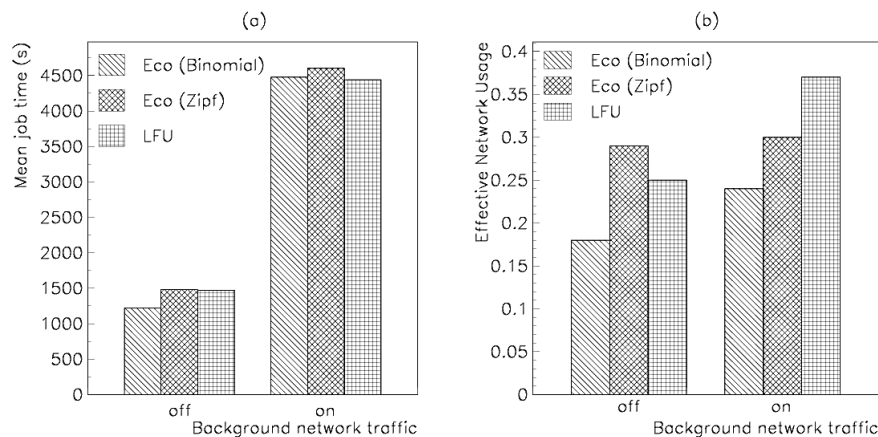 (a)
Mean job time (s)
4500
4000
3500
3000
2500
2000
1500
1000
500
0
Eco (Binomial)
Eco (Zipf)
LFU
off
on
Background network traffic
(b)
Effective Network Usage
0.4
0.35
0.3
0.25
0.2
0.15
0.1
0.05
0
Eco (Binomial)
Eco (Zipf)
LFU
off
on
Background network traffic